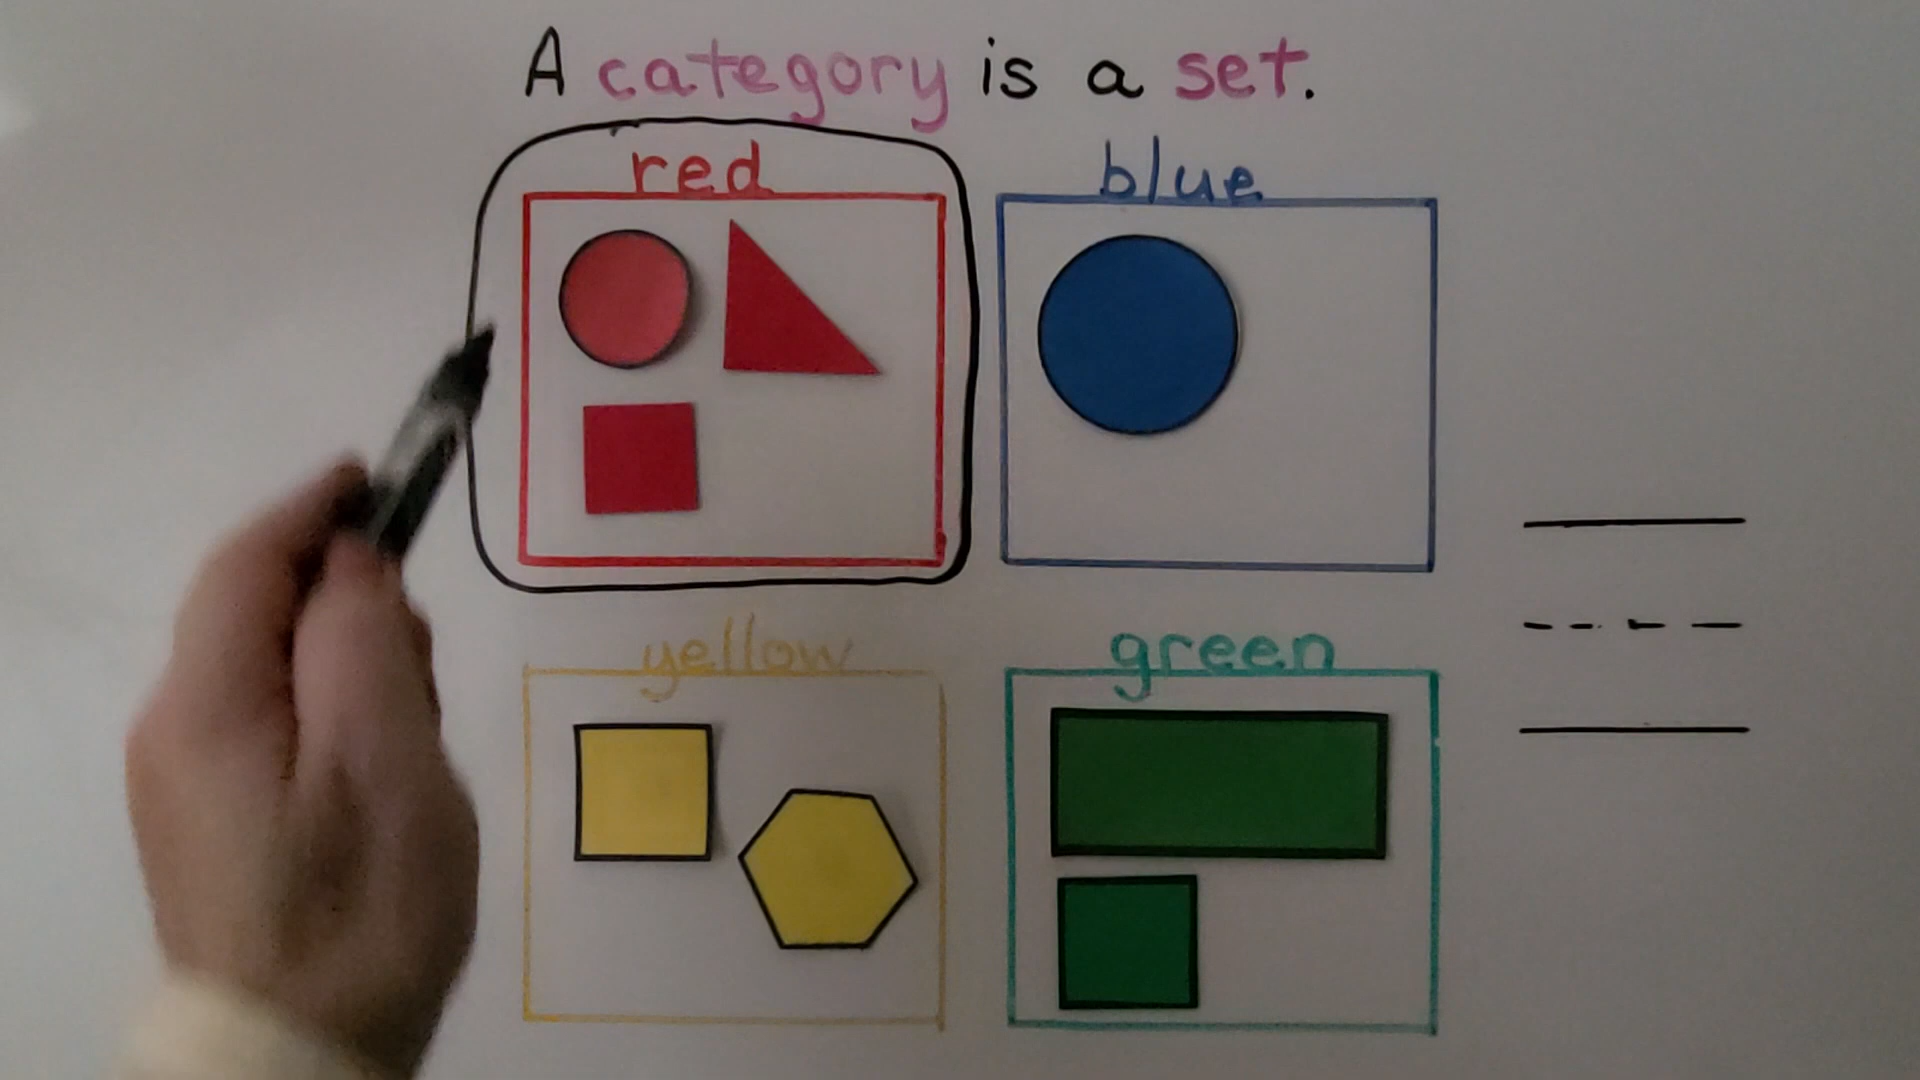 A category is a set.
red
blue
yellow
green